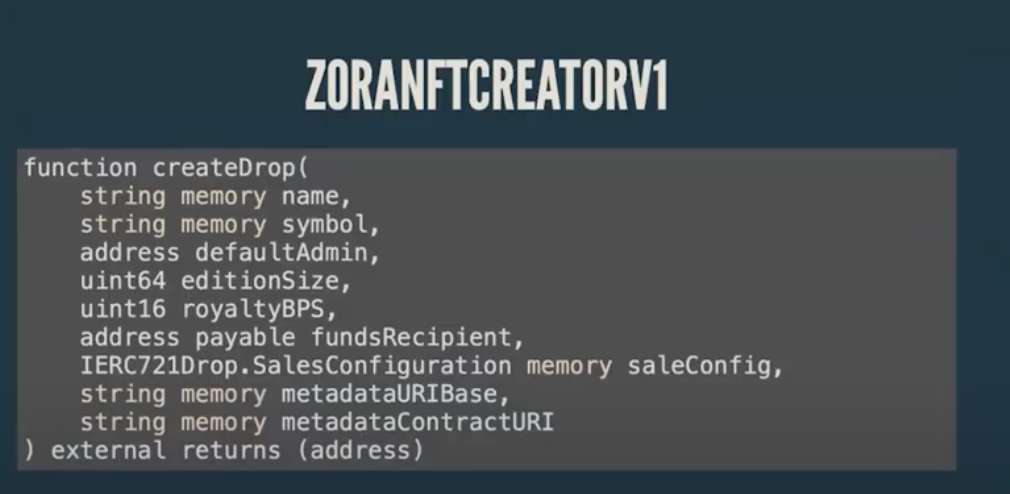 ZORANFTCREATORV1
function createDrop(
    string memory name,
    string memory symbol,
    address defaultAdmin,
    uint64 editionSize,
    uint16 royaltyBPS,
    address payable fundsRecipient,
    IERC721Drop.SalesConfiguration memory saleConfig,
    string memory metadataURIBase,
    string memory metadataContractURI
) external returns (address)